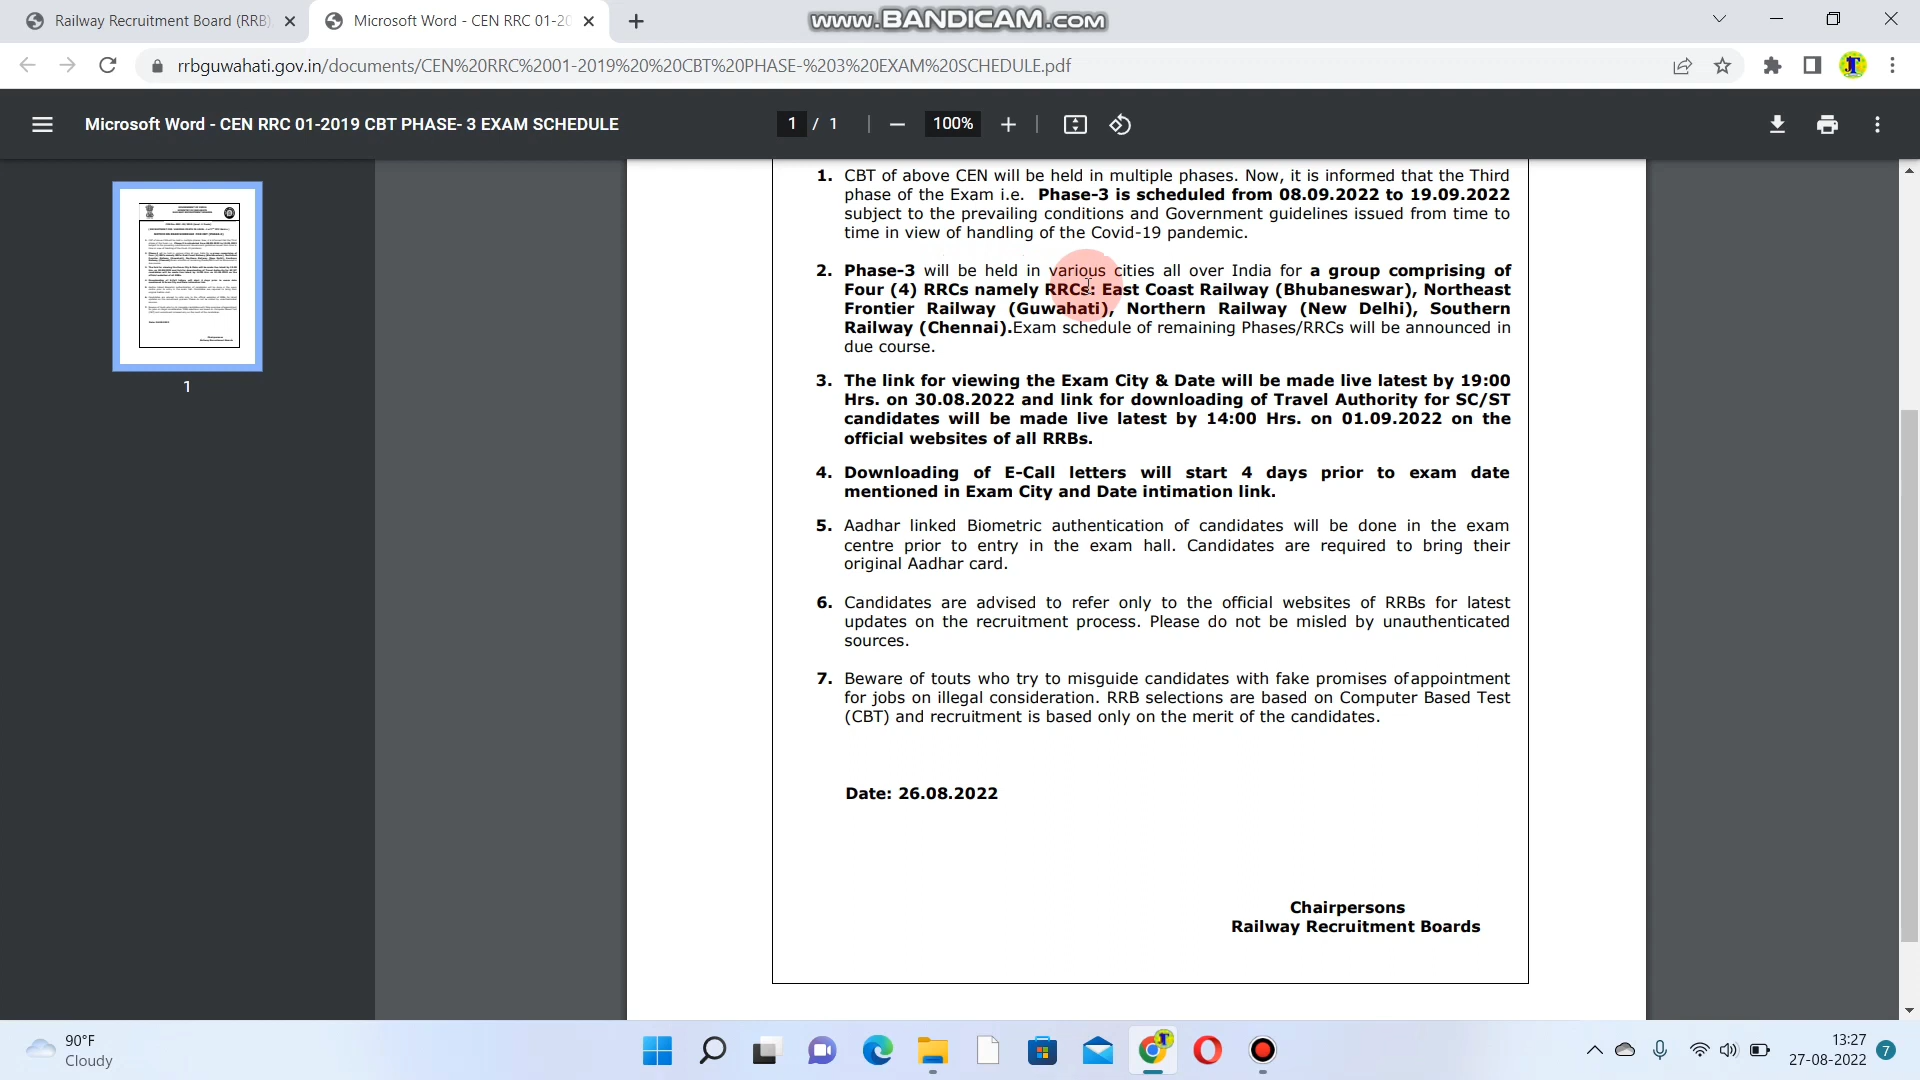 Railway Recruitment Board (RRB)
Microsoft Word - CEN RRC 01-20
www.BANDICAM.com
rrbguwahati.gov.in/documents/CEN%20RRC%2001-2019%20%20CBT%20PHASE-%203%20EXAM%20SCHEDULE.pdf
Microsoft Word - CEN RRC 01-2019 CBT PHASE- 3 EXAM SCHEDULE
1 / 1
100%
1
1. CBT of above CEN will be held in multiple phases. Now, it is informed that the Third
phase of the Exam i.e. Phase-3 is scheduled from 08.09.2022 to 19.09.2022
subject to the prevailing conditions and Government guidelines issued from time to
time in view of handling of the Covid-19 pandemic.
2. Phase-3 will be held in various cities all over India for a group comprising of
Four (4) RRCs namely RRCs: East Coast Railway (Bhubaneswar), Northeast
Frontier Railway (Guwahati), Northern Railway (New Delhi), Southern
Railway (Chennai).Exam schedule of remaining Phases/RRCs will be announced in
due course.
3. The link for viewing the Exam City & Date will be made live latest by 19:00
Hrs. on 30.08.2022 and link for downloading of Travel Authority for SC/ST
candidates will be made live latest by 14:00 Hrs. on 01.09.2022 on the
official websites of all RRBs.
4. Downloading of E-Call letters will start 4 days prior to exam date
mentioned in Exam City and Date intimation link.
5. Aadhar linked Biometric authentication of candidates will be done in the exam
centre prior to entry in the exam hall. Candidates are required to bring their
original Aadhar card.
6. Candidates are advised to refer only to the official websites of RRBs for latest
updates on the recruitment process. Please do not be misled by unauthenticated
sources.
7. Beware of touts who try to misguide candidates with fake promises of appointment
for jobs on illegal consideration. RRB selections are based on Computer Based Test
(CBT) and recruitment is based only on the merit of the candidates.
Date: 26.08.2022
Chairpersons
Railway Recruitment Boards
90°F
Cloudy
13:27
27-08-2022
7